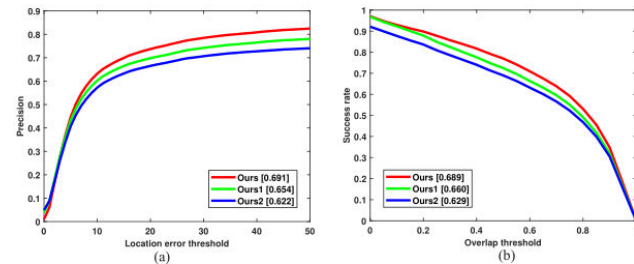 0.9
0.8
0.7
0.6
0.5
0.4
0.3
0.2
0.1
0
Precision
Ours [0.691]
Ours1 [0.654]
Ours2 [0.622]
0 10 20 30 40 50
Location error threshold
(a)
1
0.9
0.8
0.7
0.6
0.5
0.4
0.3
0.2
0.1
0
Success rate
Ours [0.689]
Ours1 [0.660]
Ours2 [0.629]
0 0.2 0.4 0.6 0.8
Overlap threshold
(b)